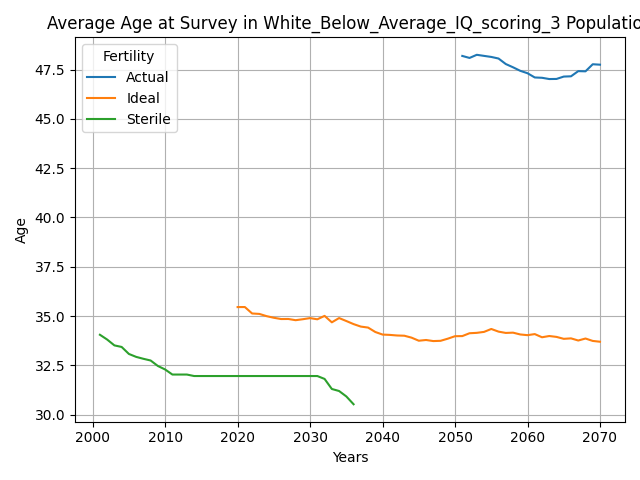 Average Age at Survey in White_Below_Average_IQ_scoring_3 Populatio
Fertility
Actual
Ideal
Sterile
47.5
45.0
42.5
40.0
37.5
35.0
32.5
30.0
Age
2000 2010 2020 2030 2040 2050 2060 2070
Years